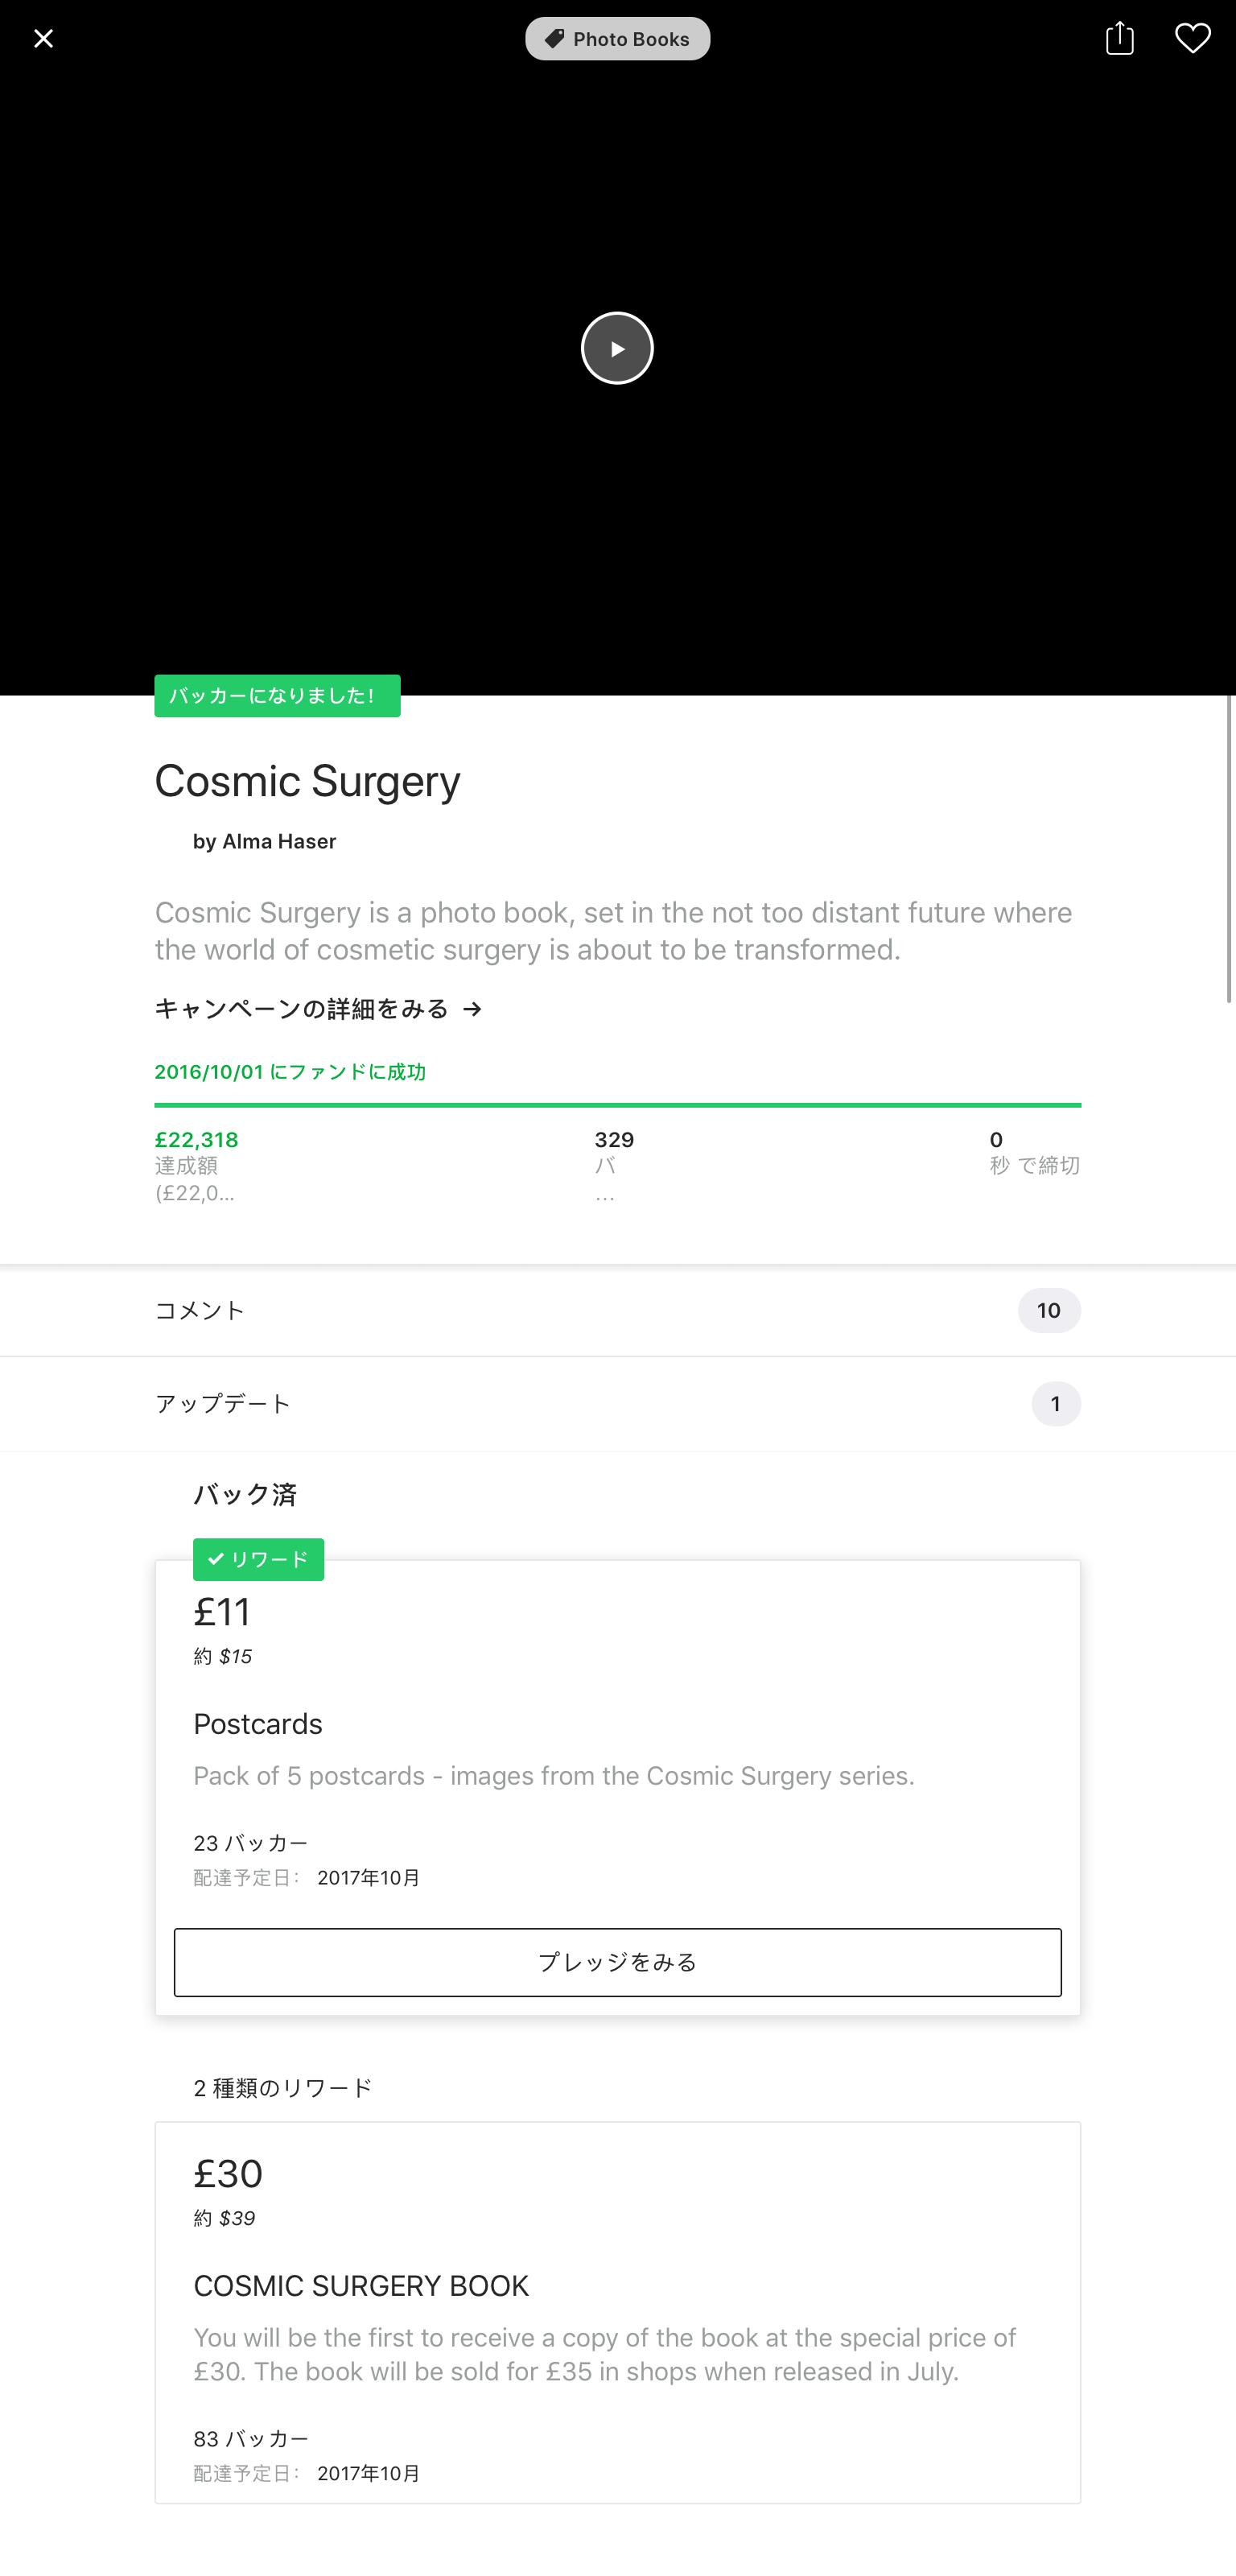 Photo Books
バッカーになりました!
Cosmic Surgery
by Alma Haser
Cosmic Surgery is a photo book, set in the not too distant future where
the world of cosmetic surgery is about to be transformed.
キャンペーンの詳細をみる →
2016/10/01 にファンドに成功
£22,318
達成額
(£22,0…
329
バ
…
0
秒 で締切
コメント
10
アップデート
1
バック済
リワード
£11
約 $15
Postcards
Pack of 5 postcards - images from the Cosmic Surgery series.
23 バッカー
配達予定日: 2017年10月
プレッジをみる
2 種類のリワード
£30
約 $39
COSMIC SURGERY BOOK
You will be the first to receive a copy of the book at the special price of
£30. The book will be sold for £35 in shops when released in July.
83 バッカー
配達予定日: 2017年10月